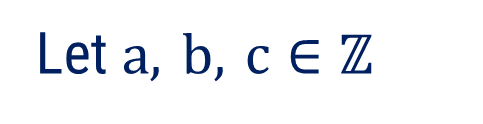 Let a, b, c ∈ ℤ